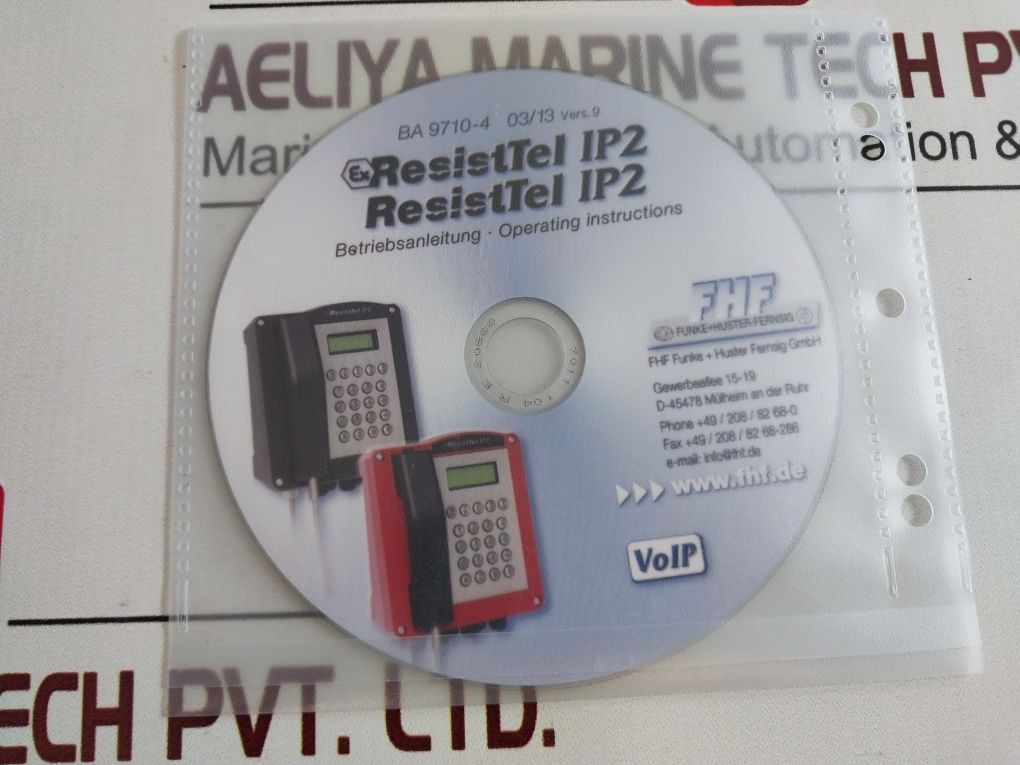 AELIYA MARINE TECH PV
Mari Automation &
BA 9710-4 03/13 Vers.9
Ex ResistTel IP2
ResistTel IP2
Betriebsanleitung · Operating instructions
FHF
FUNKE+HUSTER-FERNSIG
FHF Funke + Huster Fernsig GmbH
Gewerbeallee 15-19
D-45478 Mülheim an der Ruhr
Phone +49 / 208 / 82 68-0
Fax +49 / 208 / 82 68-286
e-mail: info@fhf.de
www.fhf.de
VoIP
ResistTel IP2
ResistTel IP2
ECH PVT. LTD.